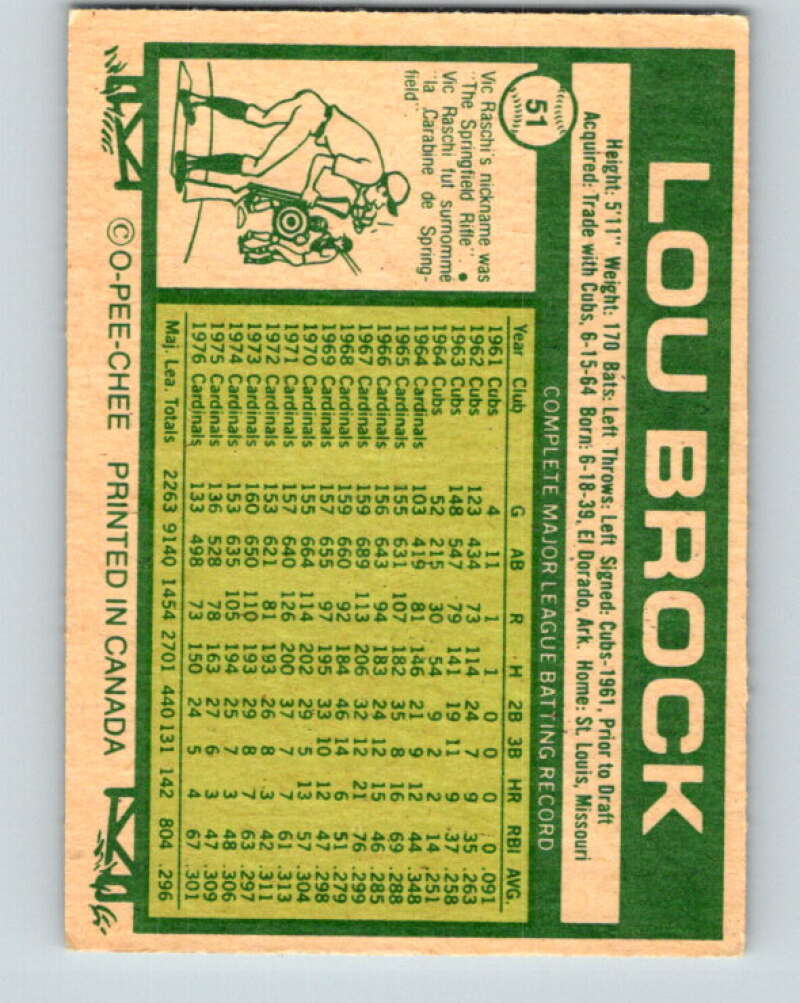 LOU BROCK
51
Height: 5'11" Weight: 170 Bats: Left Throws: Left Signed: Cubs-1961, Prior to Draft
Acquired: Trade with Cubs, 6-15-64 Born: 6-18-39, El Dorado, Ark. Home: St. Louis, Missouri
COMPLETE MAJOR LEAGUE BATTING RECORD
Vic Raschi's nickname was
"The Springfield Rifle". •
Vic Raschi fut surnomme
"la Carabine de Spring-
field".
Year Club G AB R H 2B 3B HR RBI AVG.
1961 Cubs 4 11 1 1 0 0 0 0 .091
1962 Cubs 123 434 73 114 24 7 9 35 .263
1963 Cubs 148 547 79 141 19 11 9 37 .258
1964 Cubs 52 215 30 54 9 2 2 14 .251
1964 Cardinals 103 419 81 146 21 9 12 44 .348
1965 Cardinals 155 631 107 182 35 8 16 69 .288
1966 Cardinals 156 643 94 183 24 12 15 46 .285
1967 Cardinals 159 689 113 206 32 12 21 76 .299
1968 Cardinals 159 660 92 184 46 14 6 51 .279
1969 Cardinals 157 655 97 195 33 10 12 47 .298
1970 Cardinals 155 664 114 202 29 5 13 57 .304
1971 Cardinals 157 640 126 200 37 7 7 61 .313
1972 Cardinals 153 621 81 193 26 8 3 42 .311
1973 Cardinals 160 650 110 193 29 8 7 63 .297
1974 Cardinals 153 635 105 194 25 7 3 48 .306
1975 Cardinals 136 528 78 163 27 6 3 47 .309
1976 Cardinals 133 498 73 150 24 5 4 67 .301
Maj. Lea. Totals 2263 9140 1454 2701 440 131 142 804 .296
©O-PEE-CHEE PRINTED IN CANADA